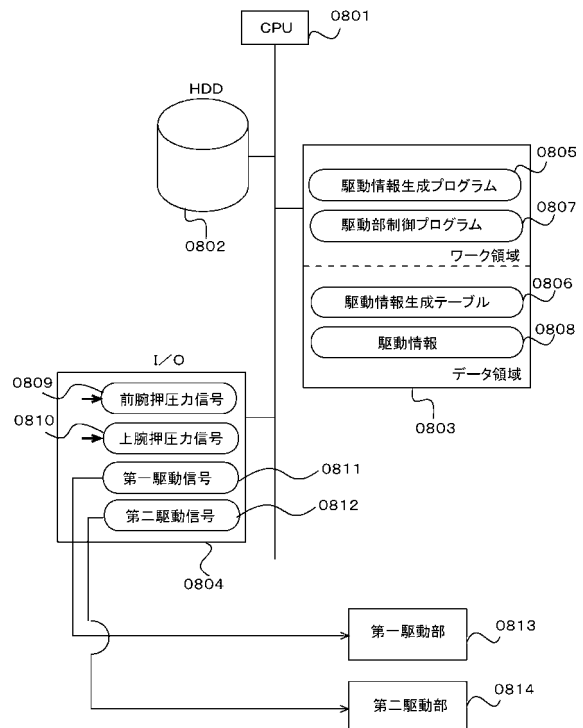 CPU
0801
HDD
0802
0805
駆動情報生成プログラム
0807
駆動部制御プログラム
ワーク領域
0806
駆動情報生成テーブル
0808
駆動情報
データ領域
0803
I/O
0809
前腕押圧力信号
0810
上腕押圧力信号
0811
第一駆動信号
0812
第二駆動信号
0804
第一駆動部
0813
第二駆動部
0814